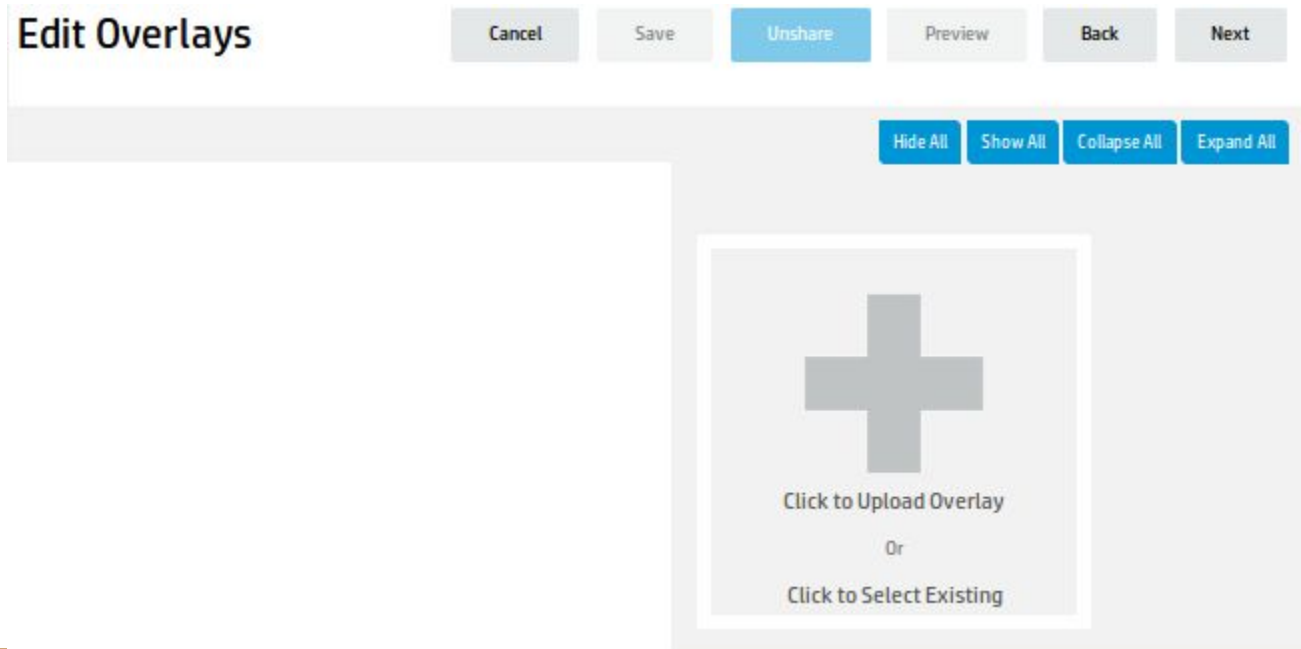 Edit Overlays
Cancel
Save
Unshare
Preview
Back
Next
Hide All
Show All
Collapse All
Expand All
Click to Upload Overlay
Or
Click to Select Existing